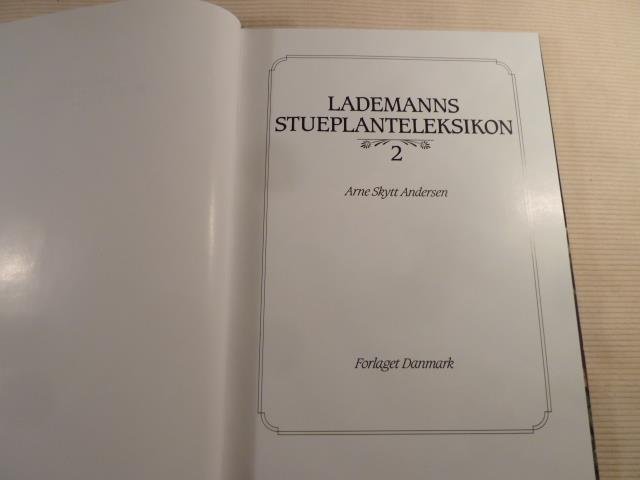 LADEMANNS
STUEPLANTELEKSIKON
2
Arne Skytt Andersen
Forlaget Danmark